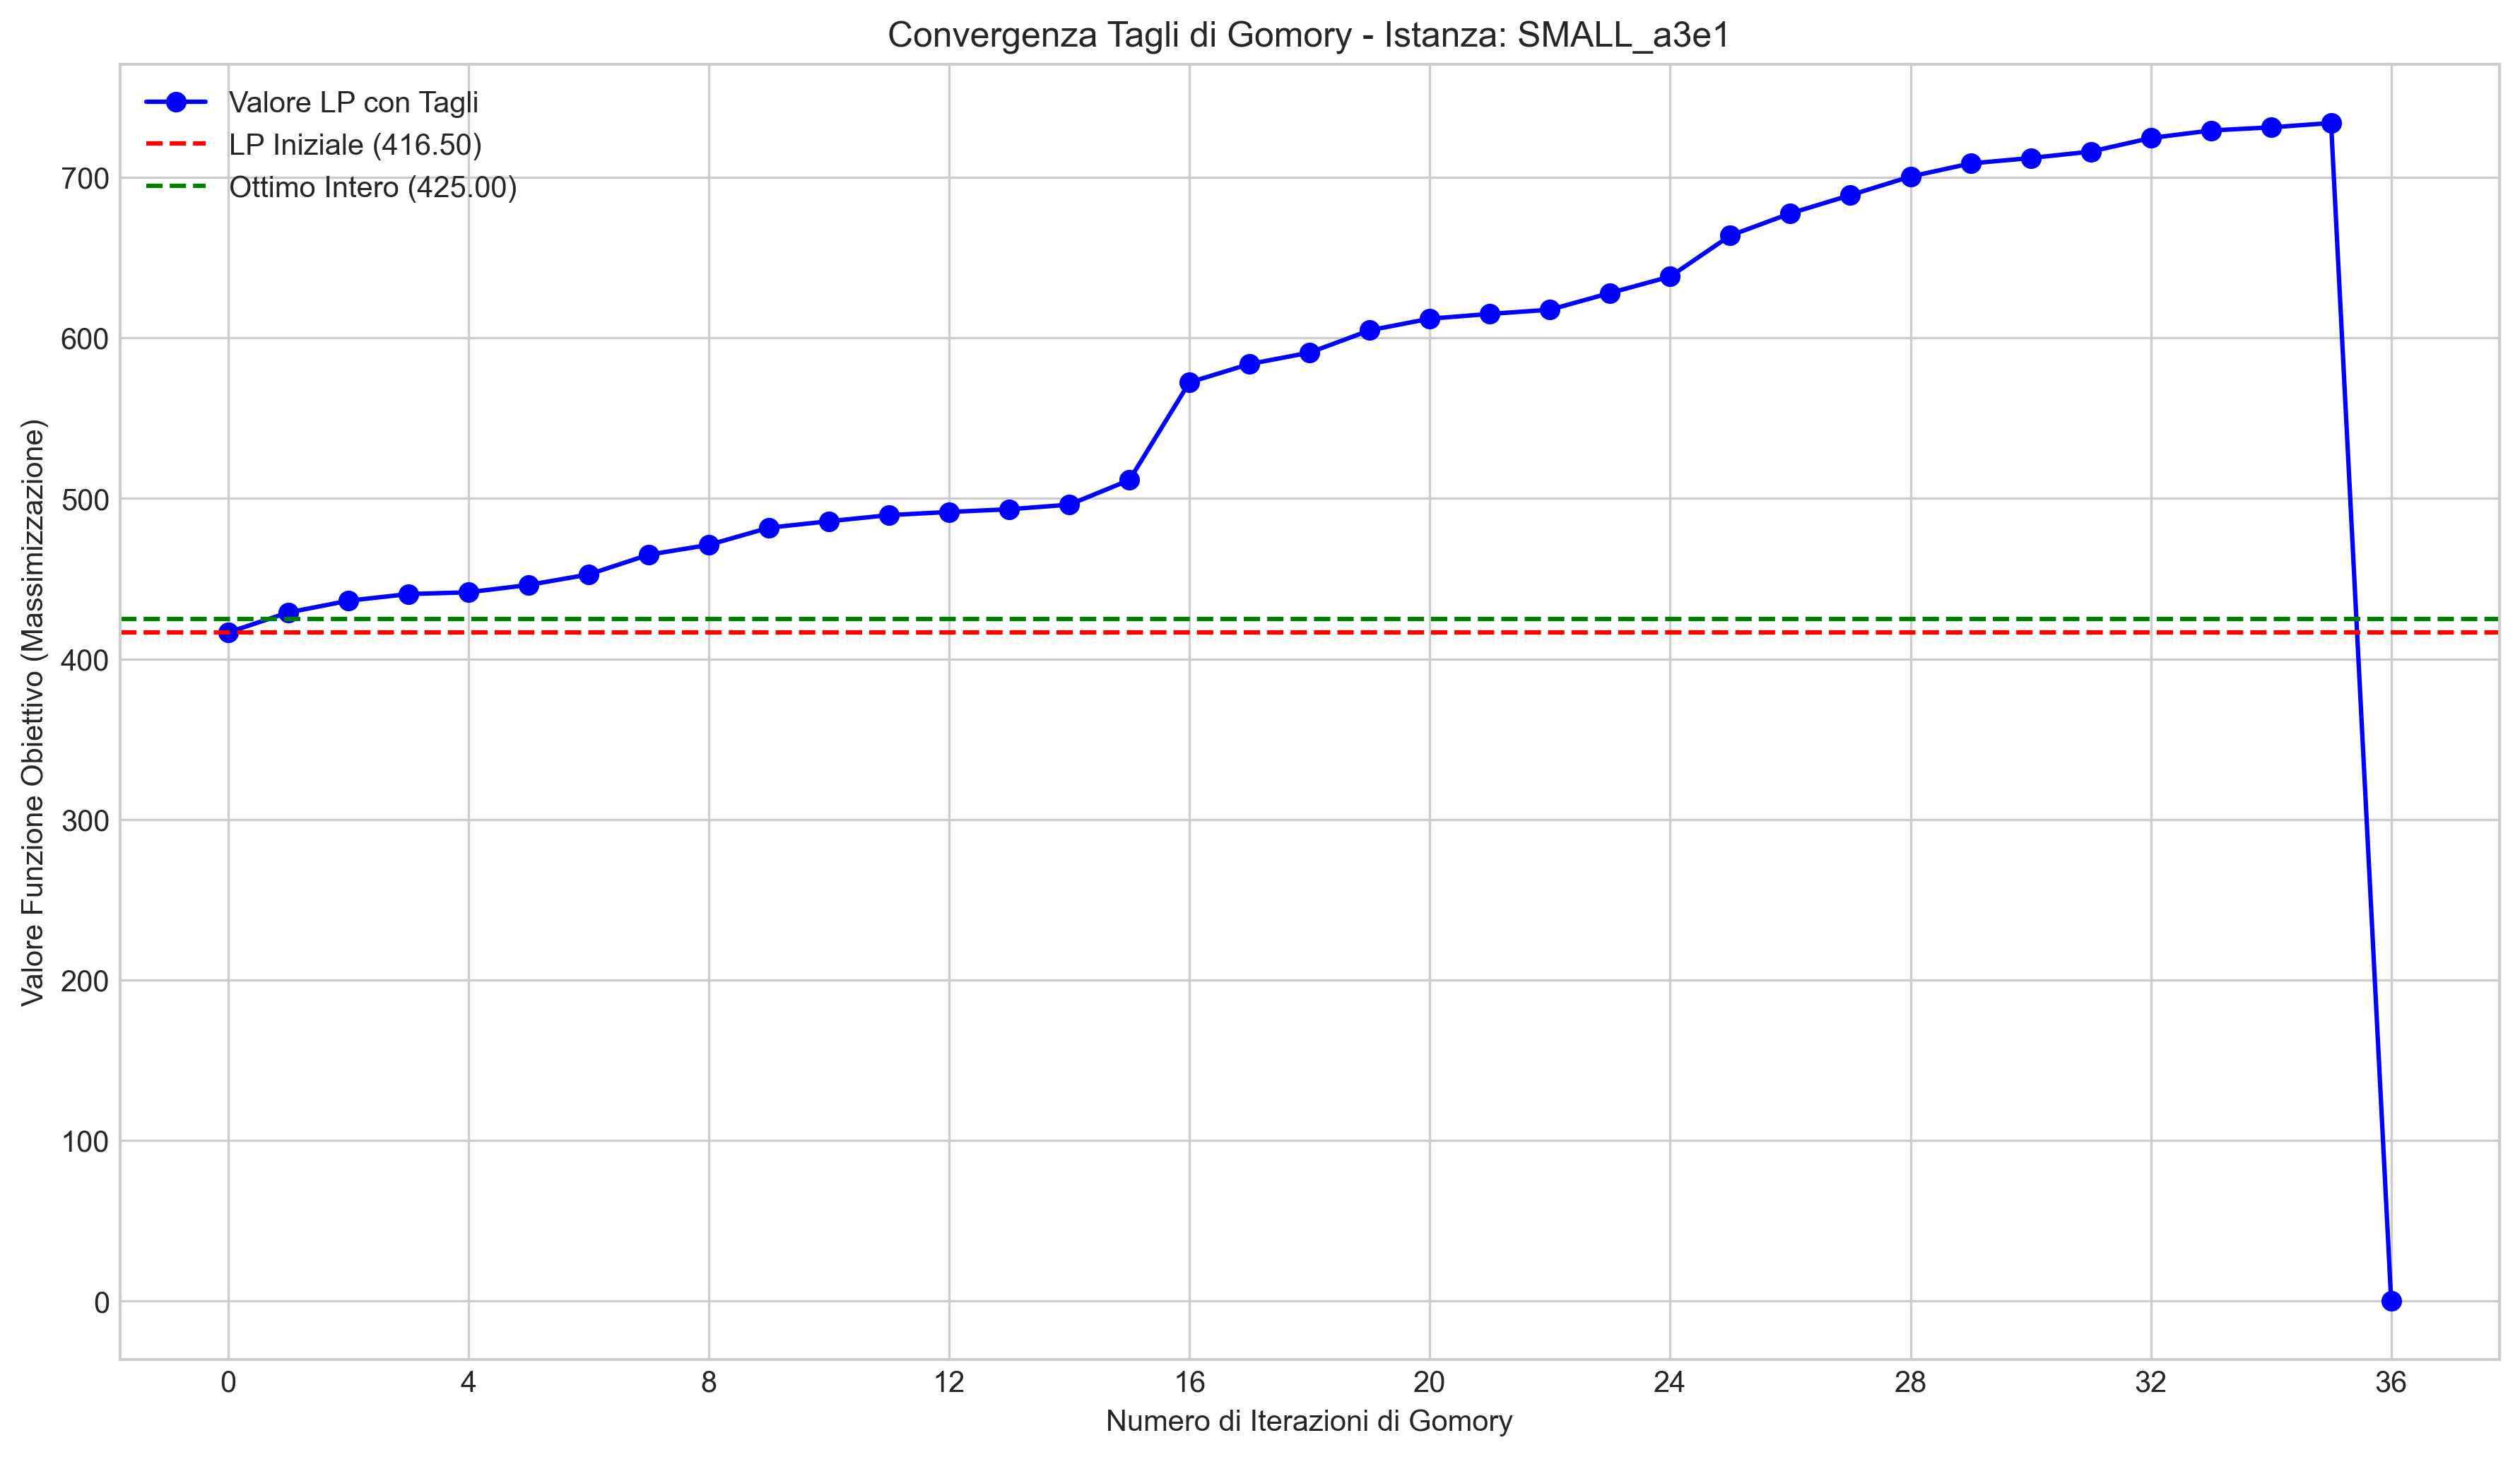 Convergenza Tagli di Gomory - Istanza: SMALL_a3e1
Valore LP con Tagli
LP Iniziale (416.50)
Ottimo Intero (425.00)
Valore Funzione Obiettivo (Massimizzazione)
700
600
500
400
300
200
100
0
0 4 8 12 16 20 24 28 32 36
Numero di Iterazioni di Gomory